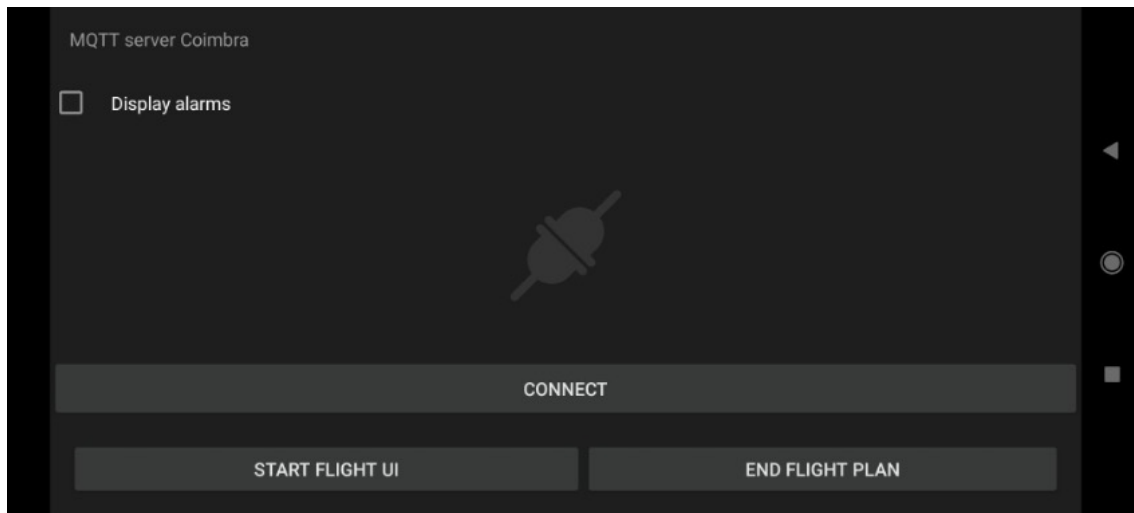 MQTT server Coimbra
Display alarms
CONNECT
START FLIGHT UI
END FLIGHT PLAN